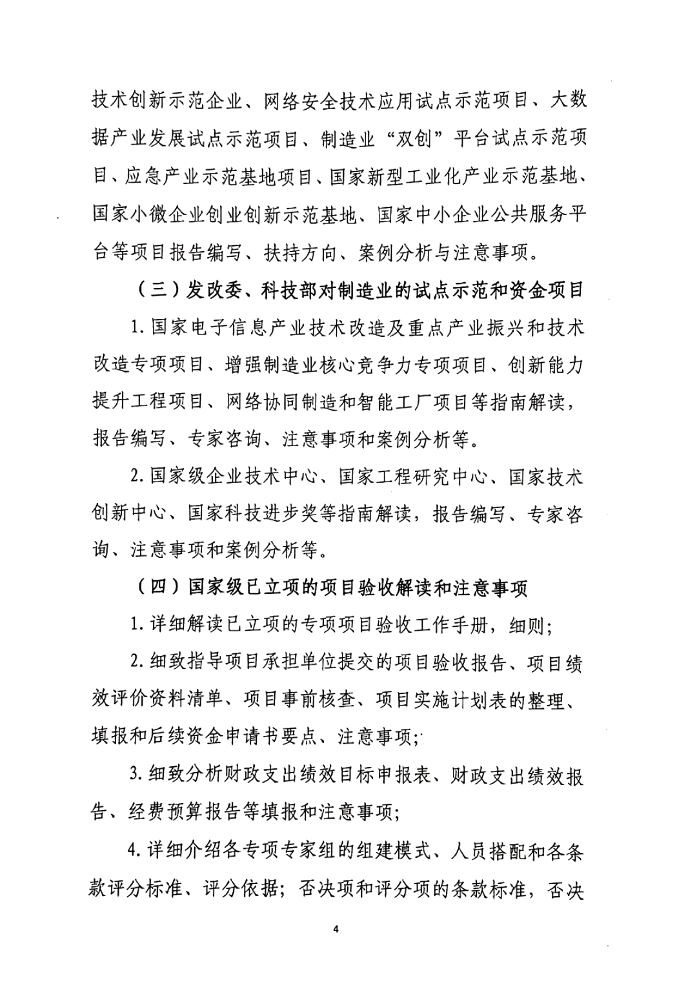 技术创新示范企业、网络安全技术应用试点示范项目、大数
据产业发展试点示范项目、制造业“双创”平台试点示范项
目、应急产业示范基地项目、国家新型工业化产业示范基地、
国家小微企业创业创新示范基地、国家中小企业公共服务平
台等项目报告编写、扶持方向、案例分析与注意事项。
（三）发改委、科技部对制造业的试点示范和资金项目
1.国家电子信息产业技术改造及重点产业振兴和技术
改造专项项目、增强制造业核心竞争力专项项目、创新能力
提升工程项目、网络协同制造和智能工厂项目等指南解读，
报告编写、专家咨询、注意事项和案例分析等。
2.国家级企业技术中心、国家工程研究中心、国家技术
创新中心、国家科技进步奖等指南解读，报告编写、专家咨
询、注意事项和案例分析等。
（四）国家级已立项的项目验收解读和注意事项
1.详细解读已立项的专项项目验收工作手册，细则；
2.细致指导项目承担单位提交的项目验收报告、项目绩
效评价资料清单、项目事前核查、项目实施计划表的整理、
填报和后续资金申请书要点、注意事项；
3.细致分析财政支出绩效目标申报表、财政支出绩效报
告、经费预算报告等填报和注意事项；
4.详细介绍各专项专家组的组建模式、人员搭配和各条
款评分标准、评分依据；否决项和评分项的条款标准，否决
4